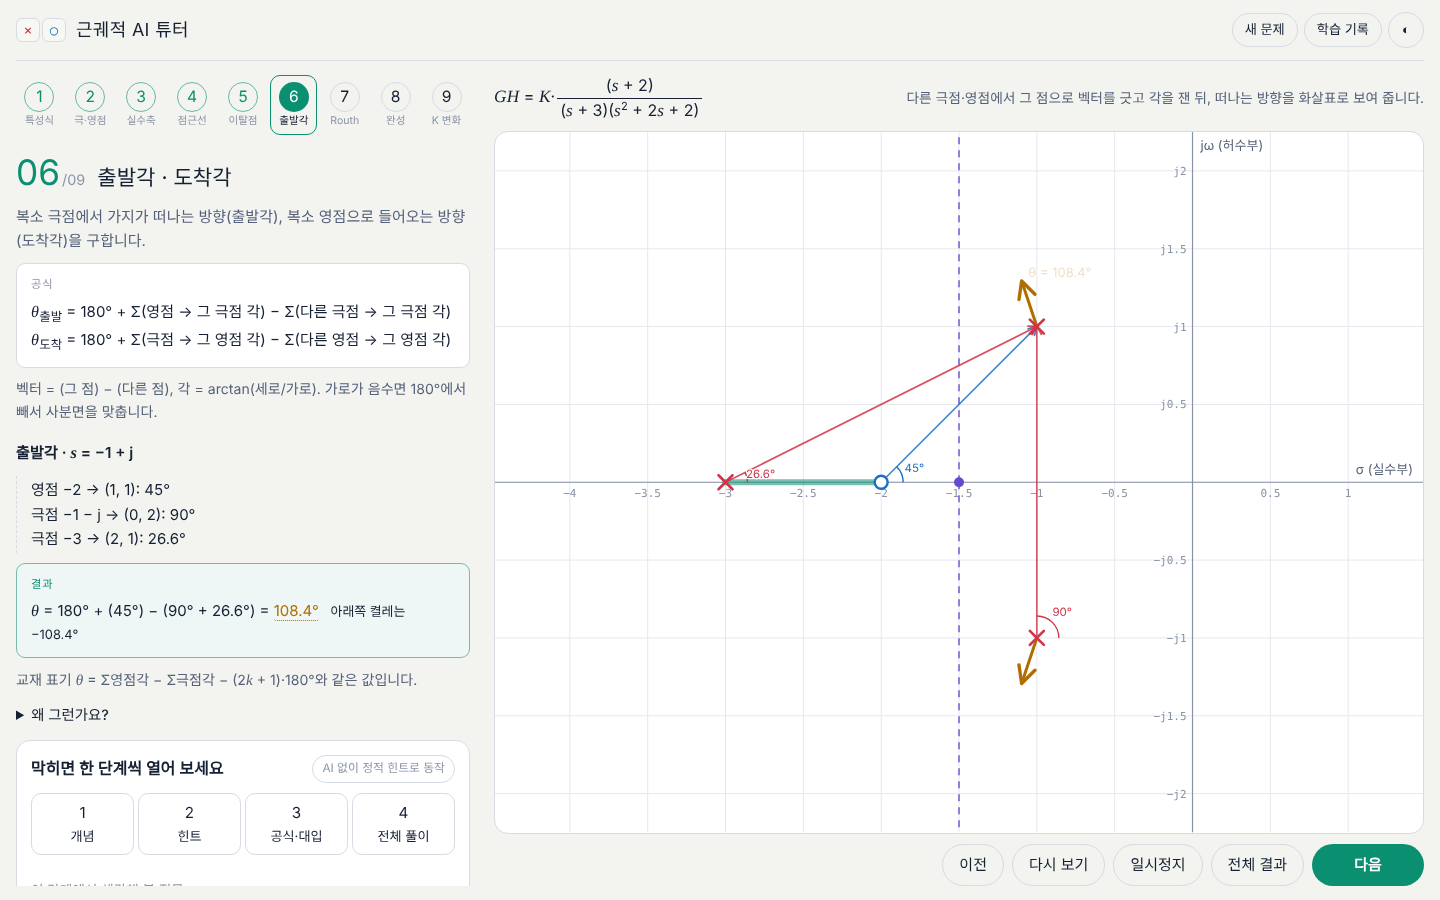 × ○ 근궤적 AI 튜터
새 문제 학습 기록
1 2 3 4 5 6 7 8 9
특성식 극·영점 실수축 점근선 이탈점 출발각 Routh 완성 K 변화
GH = K· (s + 2) / (s + 3)(s² + 2s + 2)
다른 극점·영점에서 그 점으로 벡터를 긋고 각을 잰 뒤, 떠나는 방향을 화살표로 보여 줍니다.
06 /09 출발각 · 도착각
복소 극점에서 가지가 떠나는 방향(출발각), 복소 영점으로 들어오는 방향
(도착각)을 구합니다.
공식
θ출발 = 180° + Σ(영점 → 그 극점 각) − Σ(다른 극점 → 그 극점 각)
θ도착 = 180° + Σ(극점 → 그 영점 각) − Σ(다른 영점 → 그 영점 각)
벡터 = (그 점) − (다른 점), 각 = arctan(세로/가로). 가로가 음수면 180°에서
빼서 사분면을 맞춥니다.
출발각 · s = −1 + j
영점 −2 → (1, 1): 45°
극점 −1 − j → (0, 2): 90°
극점 −3 → (2, 1): 26.6°
결과
θ = 180° + (45°) − (90° + 26.6°) = 108.4° 아래쪽 켤레는
−108.4°
교재 표기 θ = Σ영점각 − Σ극점각 − (2k + 1)·180°와 같은 값입니다.
▶ 왜 그런가요?
막히면 한 단계씩 열어 보세요
AI 없이 정적 힌트로 동작
1 2 3 4
개념 힌트 공식·대입 전체 풀이
jω (허수부)
j2
j1.5
θ = 108.4°
j1
j0.5
26.6° 45°
σ (실수부)
−4 −3.5 −3 −2.5 −2 −1.5 −1 −0.5 0.5 1
−j0.5
90°
−j1
−j1.5
−j2
이전 다시 보기 일시정지 전체 결과 다음